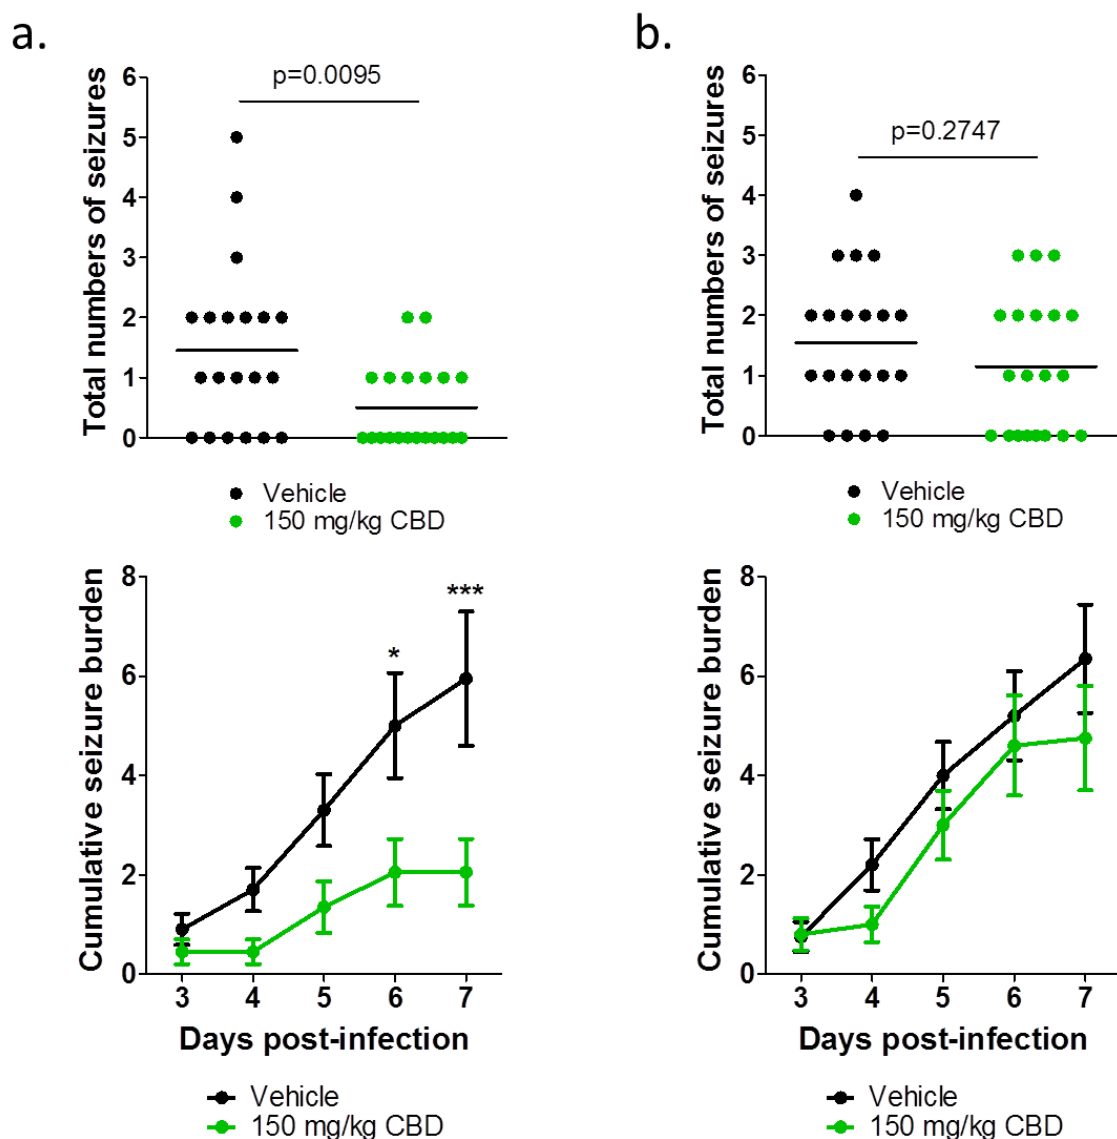 a.
Total numbers of seizures
6
5
4
3
2
1
0
p=0.0095
Vehicle
150 mg/kg CBD
Cumulative seizure burden
8
6
4
2
0
*
***
3 4 5 6 7
Days post-infection
Vehicle
150 mg/kg CBD
b.
Total numbers of seizures
6
5
4
3
2
1
0
p=0.2747
Vehicle
150 mg/kg CBD
Cumulative seizure burden
8
6
4
2
0
3 4 5 6 7
Days post-infection
Vehicle
150 mg/kg CBD